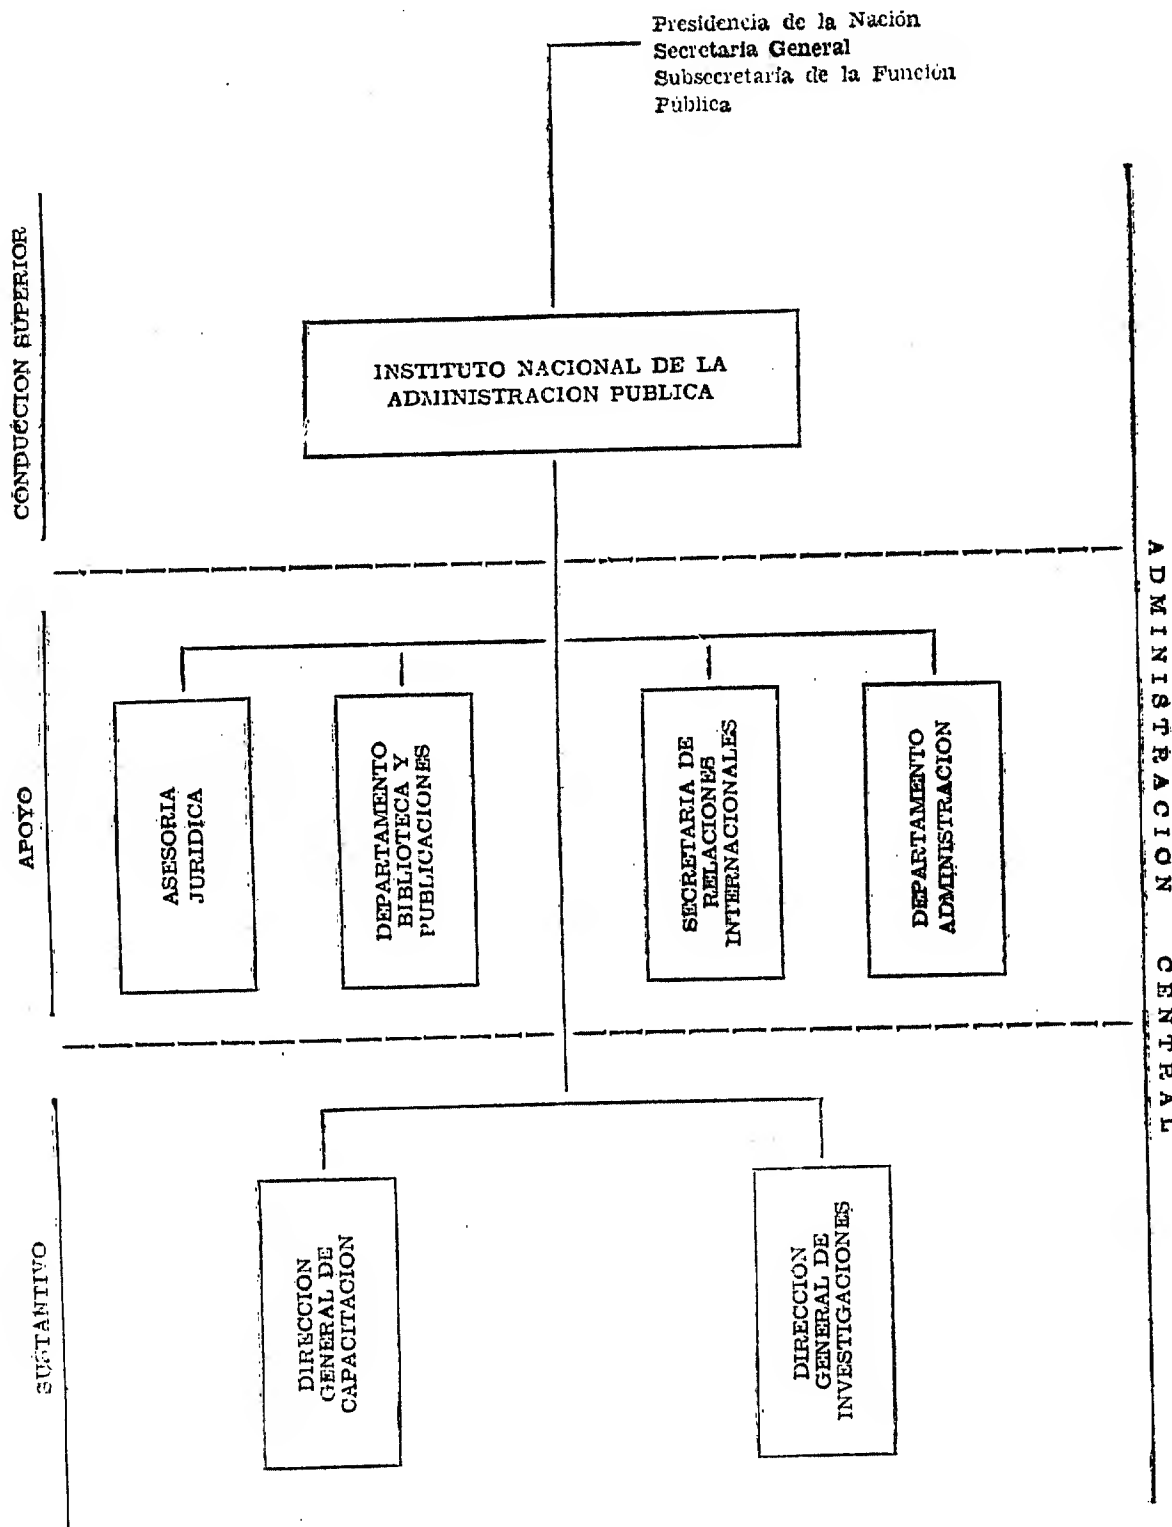 Presidencia de la Nación
Secretaría General
Subsecretaría de la Función
Pública
CONDUCCION SUPERIOR
INSTITUTO NACIONAL DE LA
ADMINISTRACION PUBLICA
APOYO
ASESORIA
JURIDICA
DEPARTAMENTO
BIBLIOTECA Y
PUBLICACIONES
SECRETARIA DE
RELACIONES
INTERNACIONALES
DEPARTAMENTO
ADMINISTRACION
SUSTANTIVO
DIRECCION
GENERAL DE
CAPACITACION
DIRECCION
GENERAL DE
INVESTIGACIONES
ADMINISTRACION CENTRAL